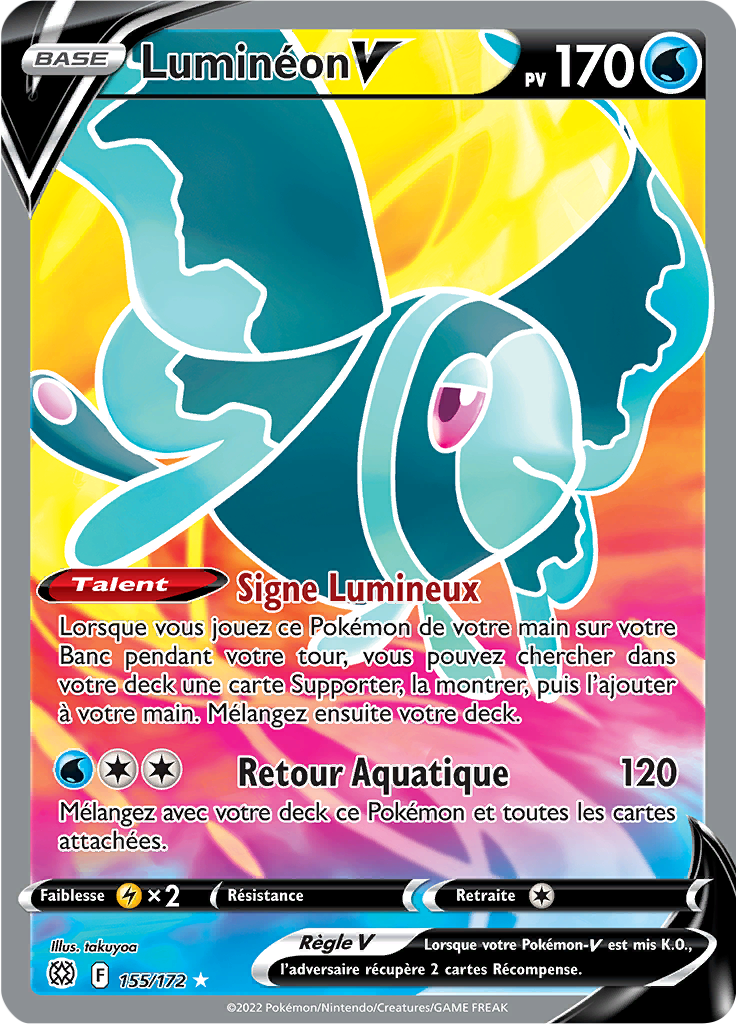 BASE LuminéonV PV 170
Talent Signe Lumineux
Lorsque vous jouez ce Pokémon de votre main sur votre
Banc pendant votre tour, vous pouvez chercher dans
votre deck une carte Supporter, la montrer, puis l'ajouter
à votre main. Mélangez ensuite votre deck.
Retour Aquatique 120
Mélangez avec votre deck ce Pokémon et toutes les cartes
attachées.
Faiblesse ×2 Résistance Retraite
Illus. takuyoa
Règle V Lorsque votre Pokémon-V est mis K.O.,
l'adversaire récupère 2 cartes Récompense.
F 155/172 ★
©2022 Pokémon/Nintendo/Creatures/GAME FREAK